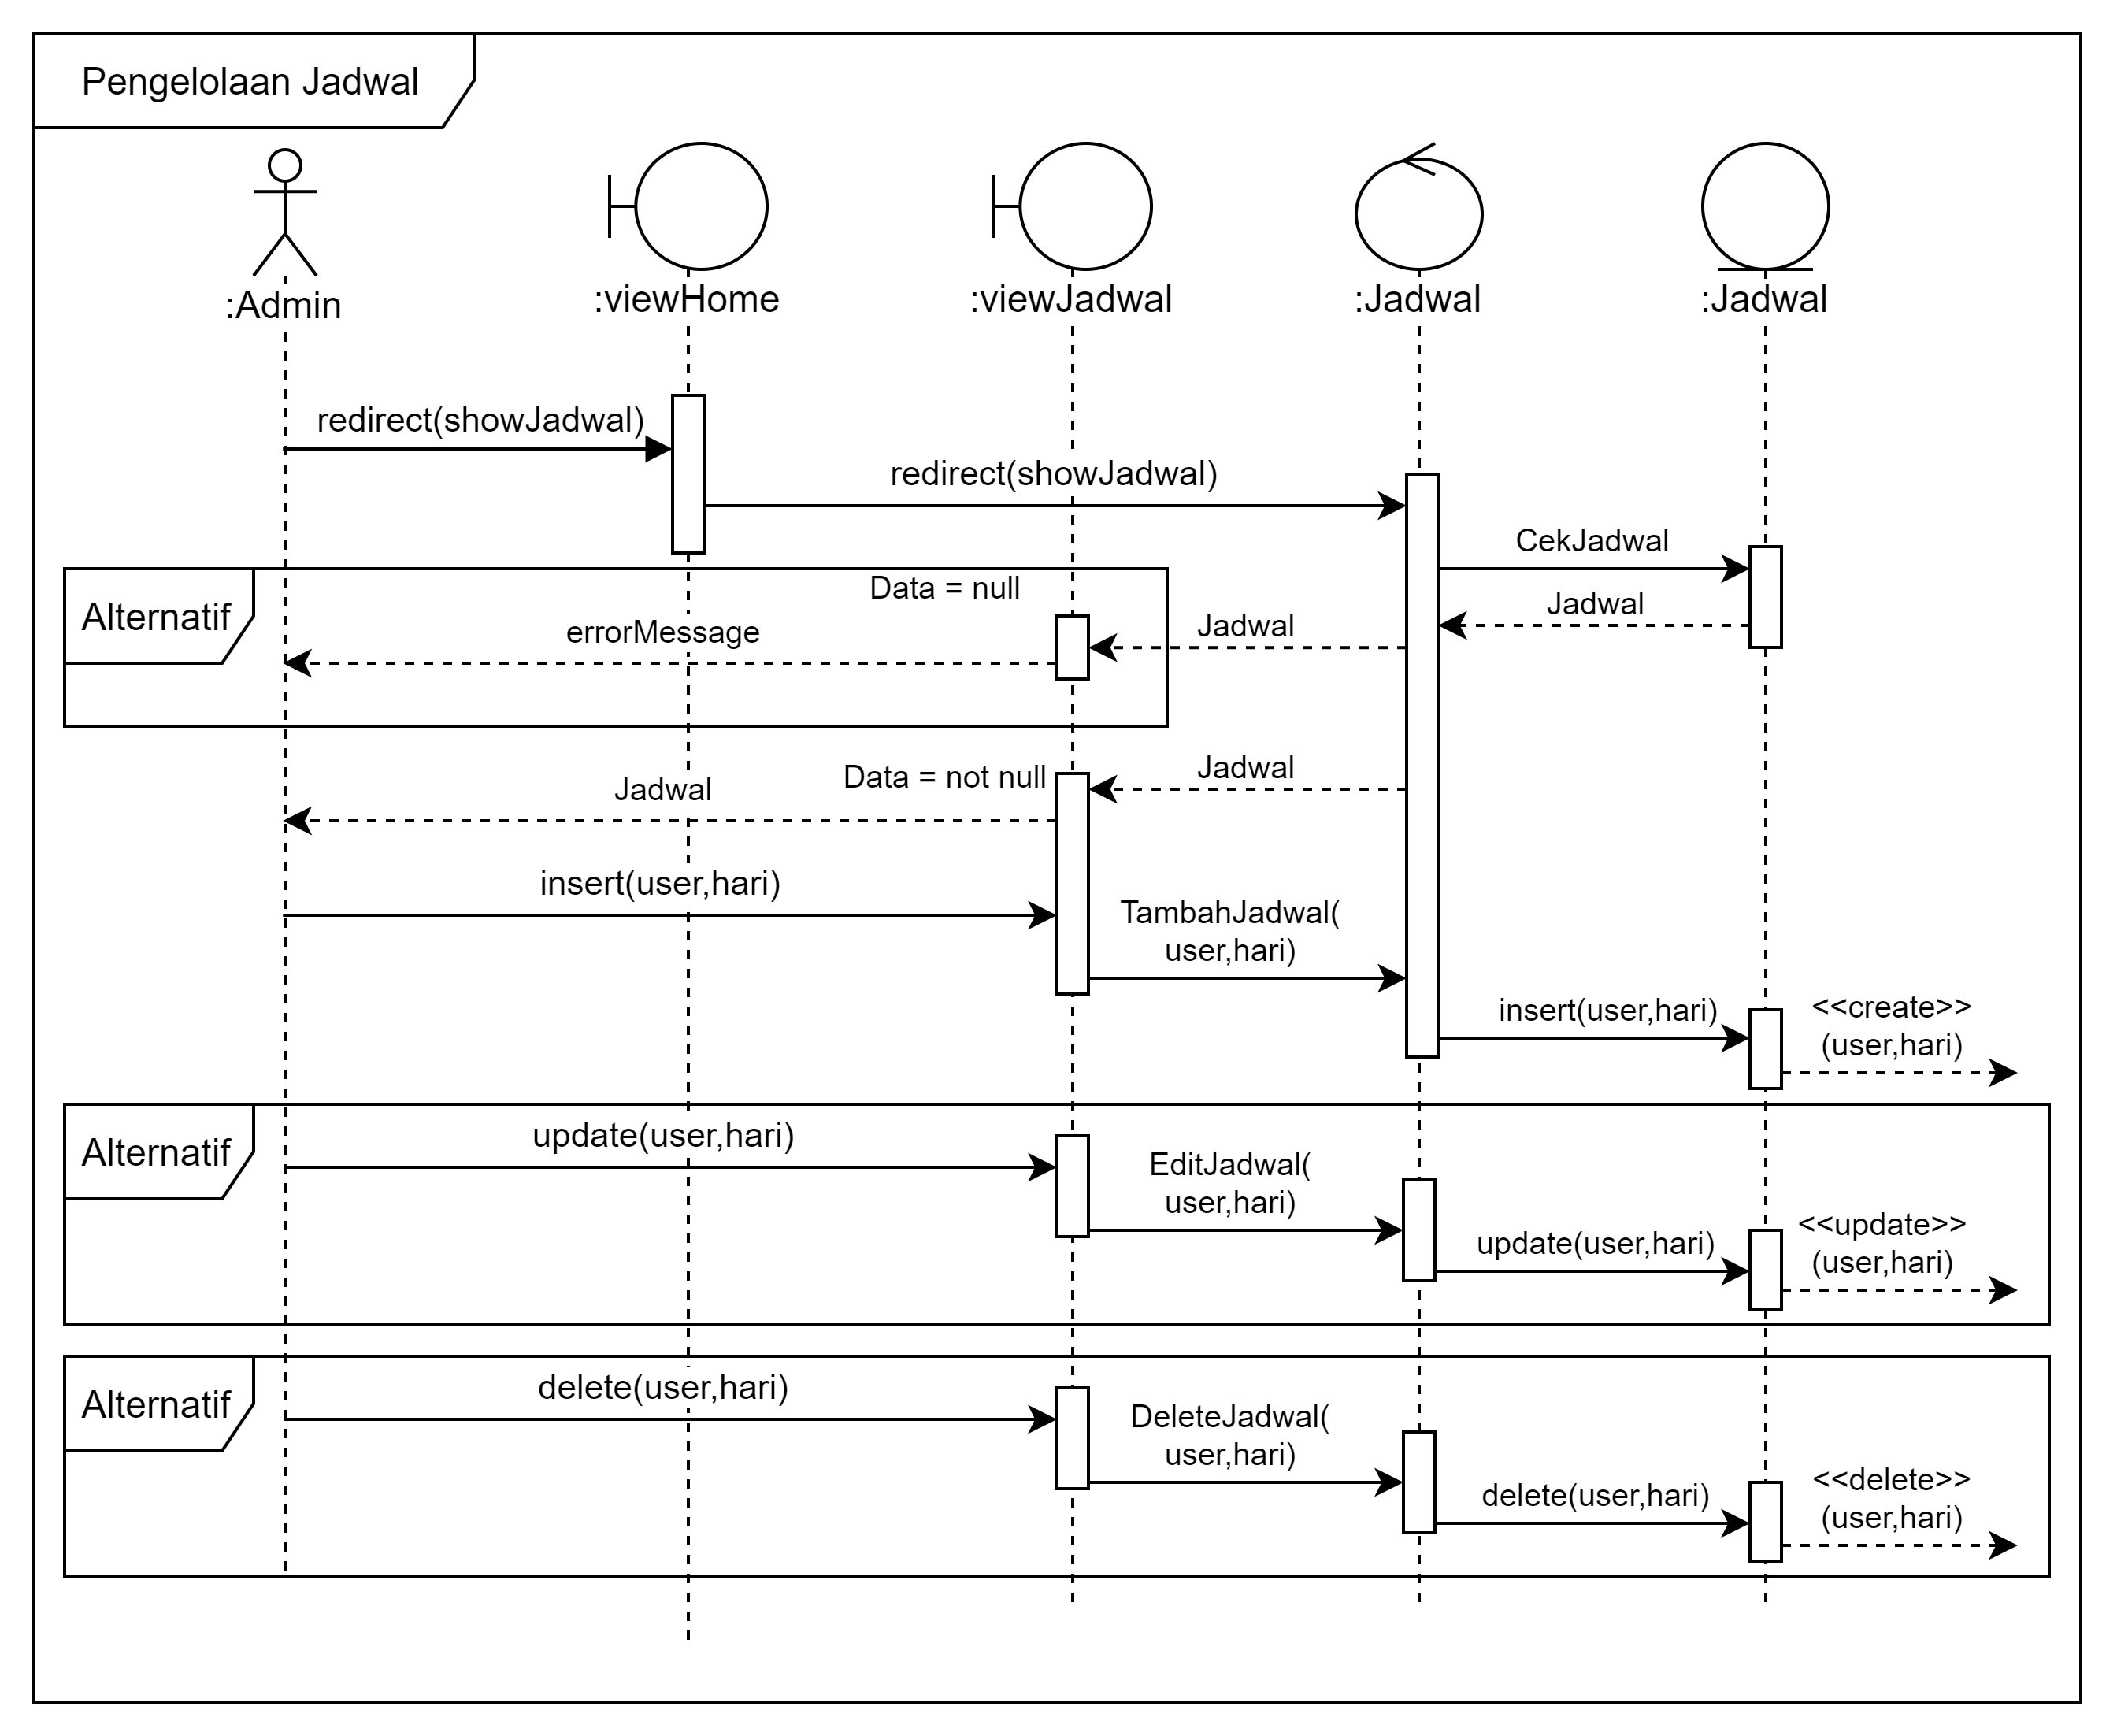 Pengelolaan Jadwal
:Admin
:viewHome
:viewJadwal
:Jadwal
:Jadwal
redirect(showJadwal)
redirect(showJadwal)
CekJadwal
Jadwal
Alternatif
Data = null
Jadwal
errorMessage
Jadwal
Data = not null
Jadwal
insert(user,hari)
TambahJadwal(
user,hari)
insert(user,hari)
<<create>>
(user,hari)
Alternatif
update(user,hari)
EditJadwal(
user,hari)
update(user,hari)
<<update>>
(user,hari)
Alternatif
delete(user,hari)
DeleteJadwal(
user,hari)
delete(user,hari)
<<delete>>
(user,hari)